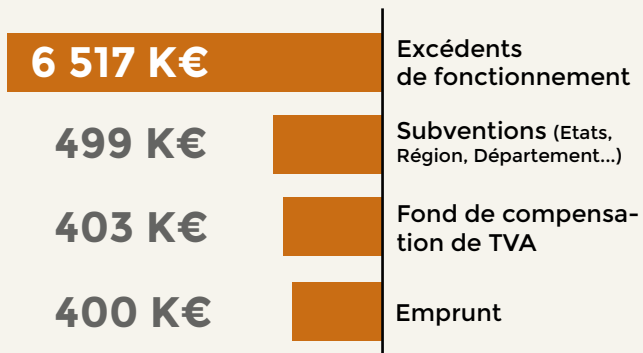 6 517 K€
Excédents
de fonctionnement
499 K€
Subventions (Etats,
Région, Département...)
403 K€
Fond de compensa-
tion de TVA
400 K€
Emprunt